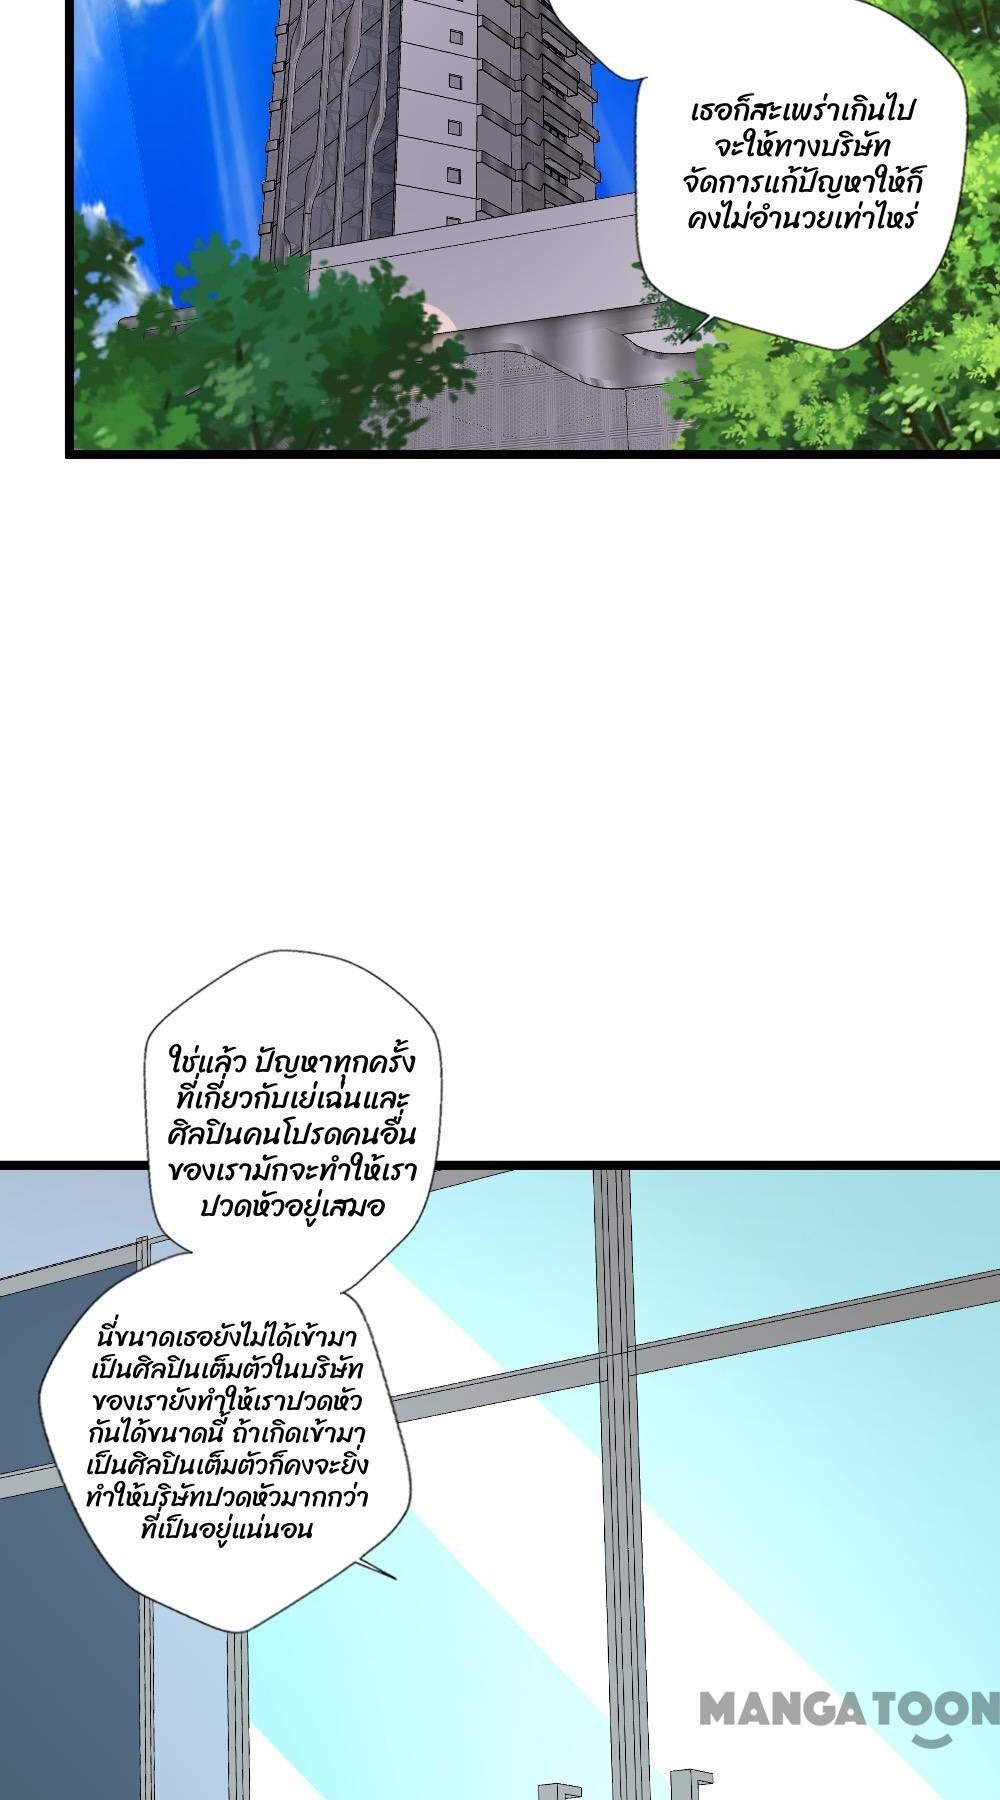 เธอก็สะเพร่าเกินไป
จะให้ทางบริษัท
จัดการแก้ปัญหาให้ก็
คงไม่อำนวยเท่าไหร่
ใช่แล้ว ปัญหาทุกครั้ง
ที่เกี่ยวกับเย่เฉินและ
ศิลปินคนโปรดคนอื่น
ของเรามักจะทำให้เรา
ปวดหัวอยู่เสมอ
นี่ขนาดเธอยังไม่ได้เข้ามา
เป็นศิลปินเต็มตัวในบริษัท
ของเรายังทำให้เราปวดหัว
กันได้ขนาดนี้ ถ้าเกิดเข้ามา
เป็นศิลปินเต็มตัวก็คงจะยิ่ง
ทำให้บริษัทปวดหัวมากกว่า
ที่เป็นอยู่แน่นอน
MANGATOON